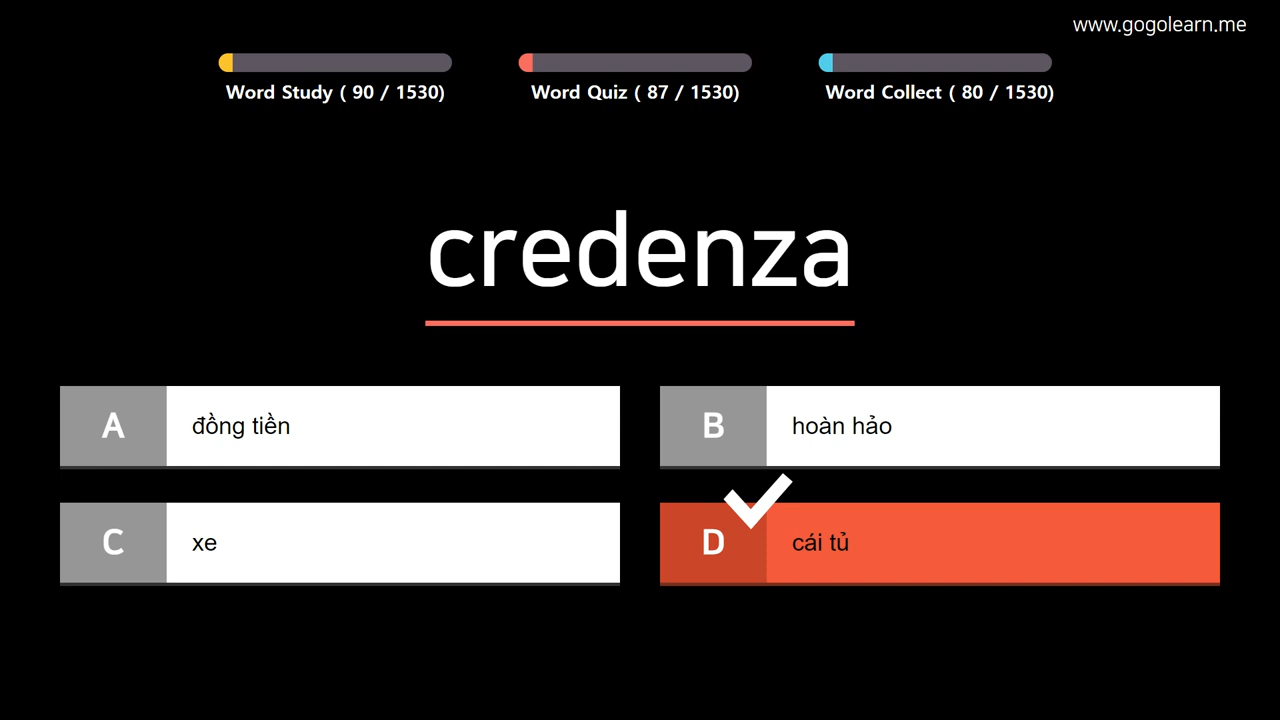 www.gogolearn.me
Word Study ( 90 / 1530)
Word Quiz ( 87 / 1530)
Word Collect ( 80 / 1530)
credenza
A
đồng tiền
B
hoàn hảo
C
xe
D
cái tủ